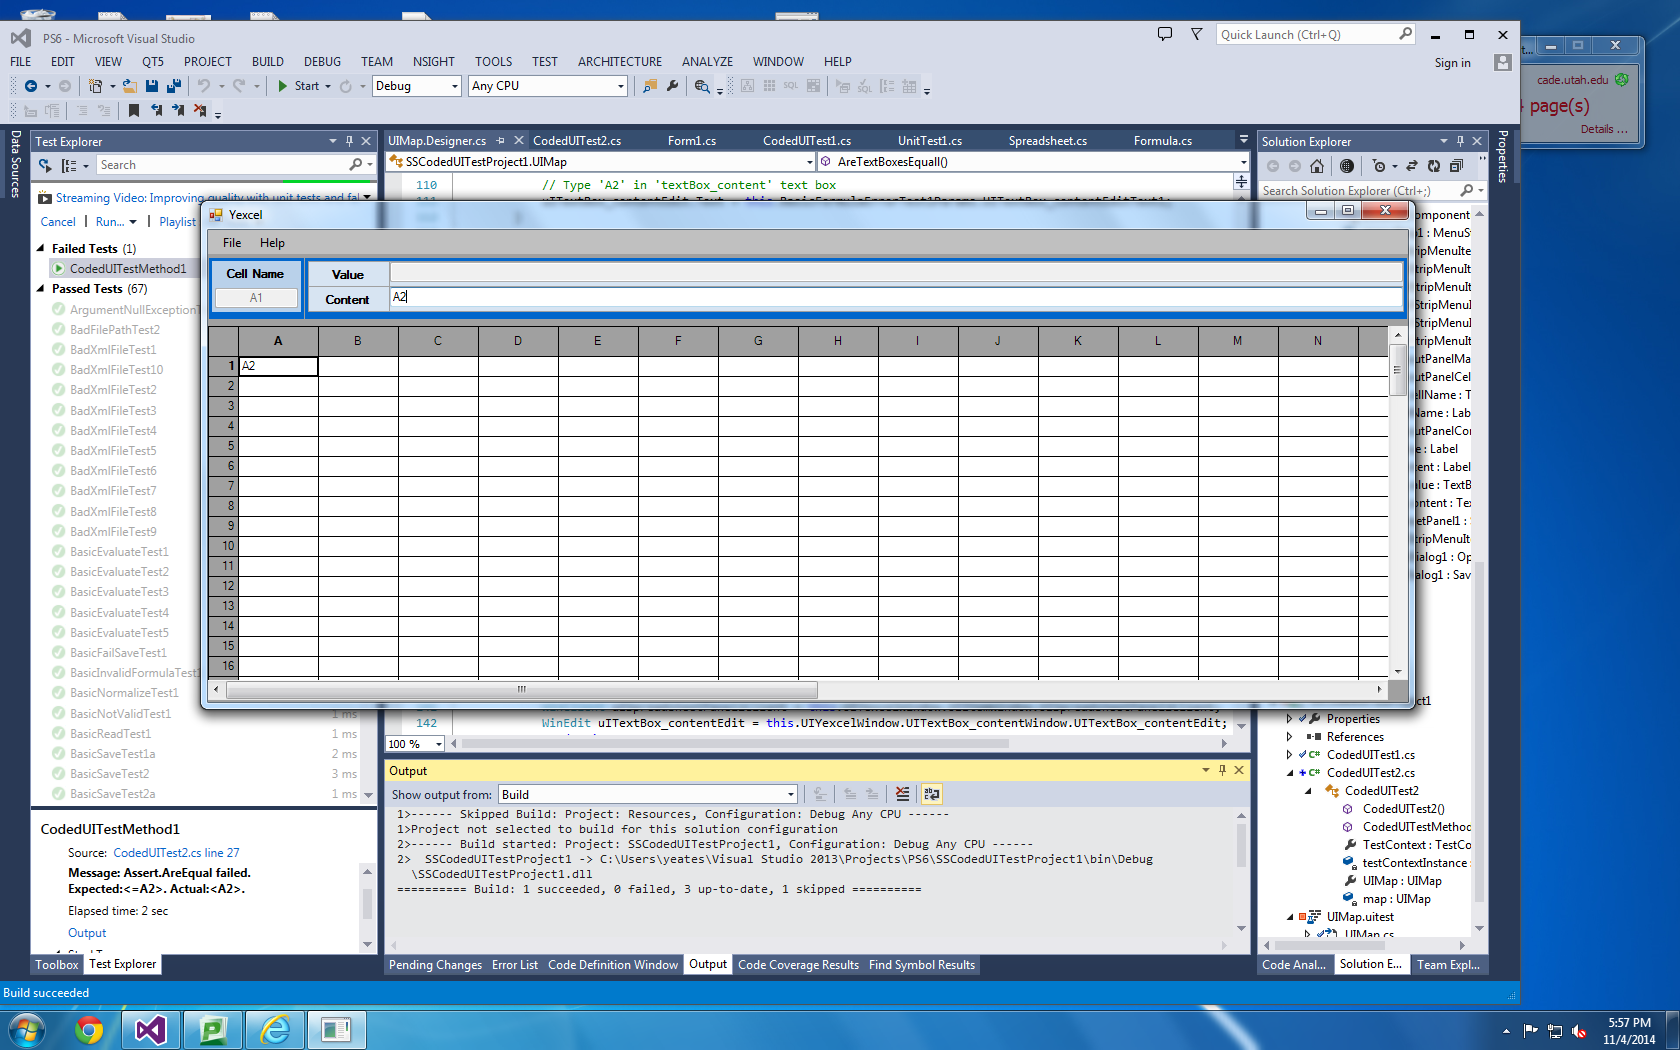 PS6 - Microsoft Visual Studio
Quick Launch (Ctrl+Q)
FILE EDIT VIEW QT5 PROJECT BUILD DEBUG TEAM NSIGHT TOOLS TEST ARCHITECTURE ANALYZE WINDOW HELP
Sign in
Start Debug Any CPU
cade.utah.edu
page(s)
Details ...
Data Sources
Test Explorer
Search
Streaming Video: Improving quality with unit tests and fal
Cancel Run... Playlist
Failed Tests (1)
CodedUITestMethod1
Passed Tests (67)
ArgumentNullExceptionT
BadFilePathTest2
BadXmlFileTest1
BadXmlFileTest10
BadXmlFileTest2
BadXmlFileTest3
BadXmlFileTest4
BadXmlFileTest5
BadXmlFileTest6
BadXmlFileTest7
BadXmlFileTest8
BadXmlFileTest9
BasicEvaluateTest1
BasicEvaluateTest2
BasicEvaluateTest3
BasicEvaluateTest4
BasicEvaluateTest5
BasicFailSaveTest1
BasicInvalidFormulaTest
BasicNormalizeTest1
BasicNotValidTest1 1 ms
BasicReadTest1 1 ms
BasicSaveTest1a 2 ms
BasicSaveTest2 3 ms
BasicSaveTest2a 1 ms
CodedUITestMethod1
Source: CodedUITest2.cs line 27
Message: Assert.AreEqual failed.
Expected:<=A2>. Actual:<A2>.
Elapsed time: 2 sec
Output
Toolbox Test Explorer
UIMap.Designer.cs CodedUITest2.cs Form1.cs CodedUITest1.cs UnitTest1.cs Spreadsheet.cs Formula.cs
SSCodedUITestProject1.UIMap AreTextBoxesEquall()
110 // Type 'A2' in 'textBox_content' text box
Yexcel
File Help
Cell Name
A1
Value
Content A2
A B C D E F G H I J K L M N
1 A2
2
3
4
5
6
7
8
9
10
11
12
13
14
15
16
142 WinEdit uITextBox_contentEdit = this.UIYexcelWindow.UITextBox_contentWindow.UITextBox_contentEdit;
100 %
Output
Show output from: Build
1>------ Skipped Build: Project: Resources, Configuration: Debug Any CPU ------
1>Project not selected to build for this solution configuration
2>------ Build started: Project: SSCodedUITestProject1, Configuration: Debug Any CPU ------
2> SSCodedUITestProject1 -> C:\Users\yeates\Visual Studio 2013\Projects\PS6\SSCodedUITestProject1\bin\Debug
\SSCodedUITestProject1.dll
========== Build: 1 succeeded, 0 failed, 3 up-to-date, 1 skipped ==========
Pending Changes Error List Code Definition Window Output Code Coverage Results Find Symbol Results
Solution Explorer
Search Solution Explorer (Ctrl+;)
omponent
1 : MenuSt
ripMenuIte
tripMenuIt
tripMenuIt
StripMenuI
StripMenuI
tripMenuIt
utPanelMa
utPanelCel
ellName : T
Name : Lab
utPanelCor
e : Label
tent : Label
alue : TextB
ontent : Tex
etPanel1 :
tripMenuIt
ialog1 : Op
alog1 : Sav
Properties
References
CodedUITest1.cs
CodedUITest2.cs
CodedUITest2
CodedUITest2()
CodedUITestMethod
TestContext : TestCo
testContextInstance :
UIMap : UIMap
map : UIMap
UIMap.uitest
UIMap.cs
Code Anal... Solution E... Team Expl...
Properties
Build succeeded
5:57 PM
11/4/2014